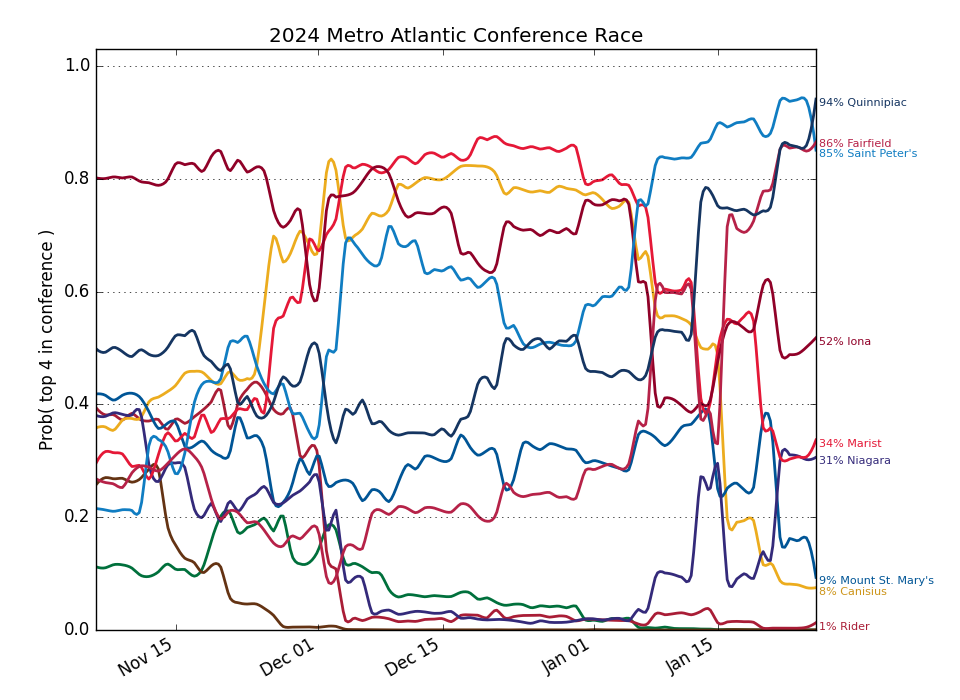 2024 Metro Atlantic Conference Race
Prob( top 4 in conference )
1.0
0.8
0.6
0.4
0.2
0.0
Nov 15
Dec 01
Dec 15
Jan 01
Jan 15
94% Quinnipiac
86% Fairfield
85% Saint Peter's
52% Iona
34% Marist
31% Niagara
9% Mount St. Mary's
8% Canisius
1% Rider